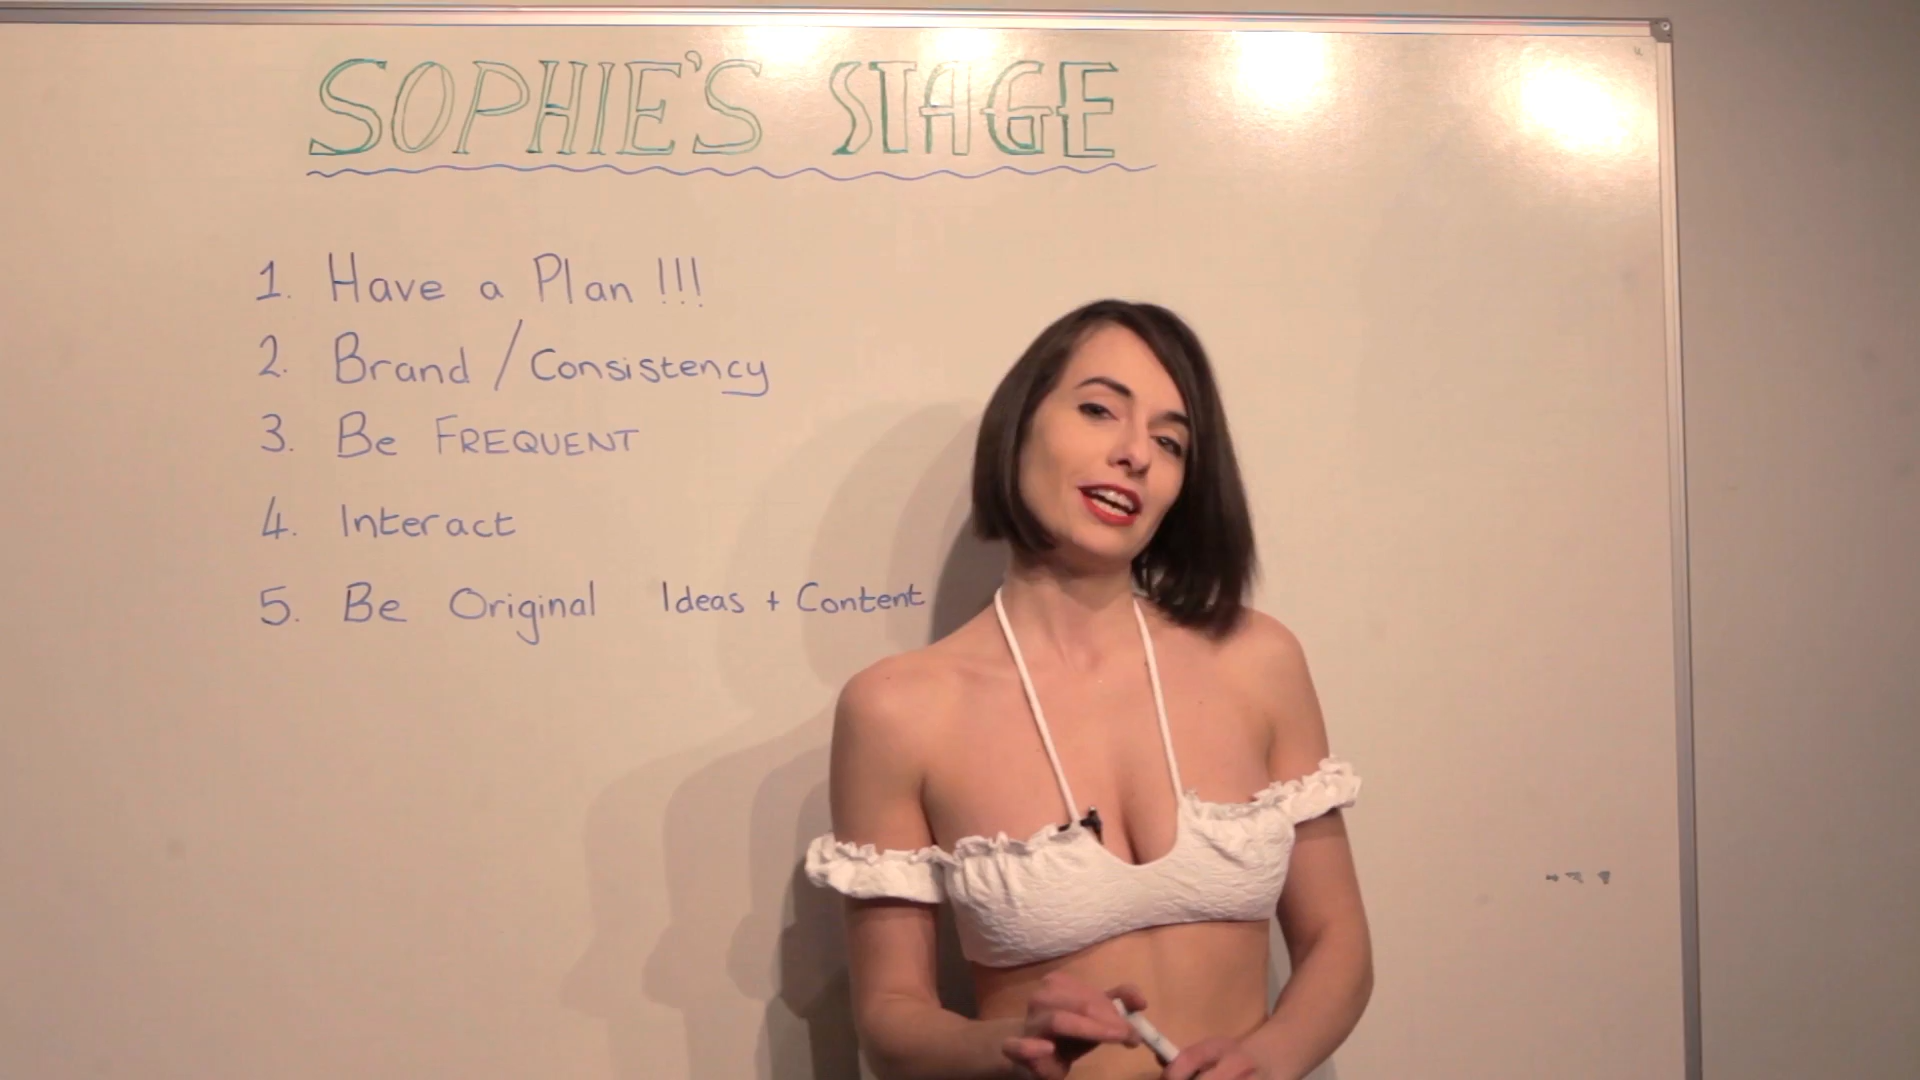 SOPHIE'S STAGE
1. Have a Plan !!!
2. Brand / Consistency
3. Be FREQUENT
4. Interact
5. Be Original Ideas + Content